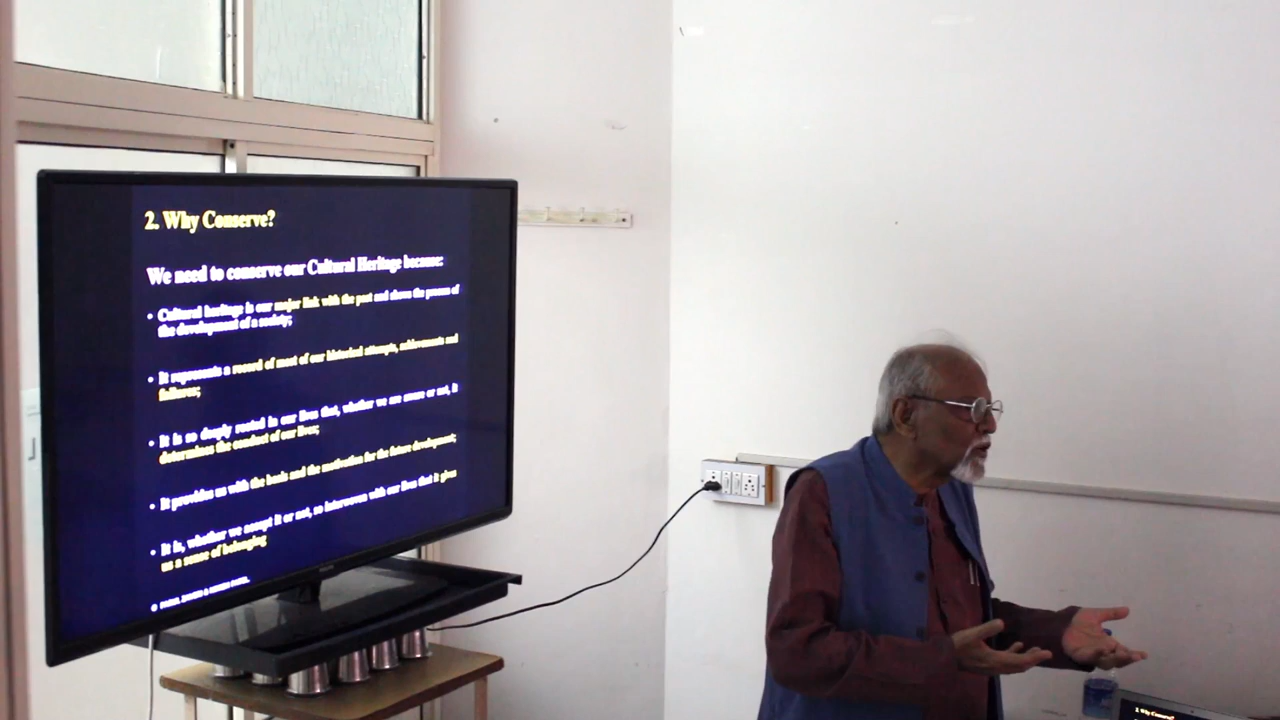 2. Why Conserve?
We need to conserve our Cultural Heritage because:
• Cultural heritage is our major link with the past and shows the process of
the development of a society;
• It represents a record of most of our historical attempts, achievements and
failures;
• It is so deeply rooted in our lives that, whether we are aware or not, it
determines the conduct of our lives;
• It provides us with the basis and the motivation for the future development;
• It is, whether we accept it or not, so interwoven with our lives that it gives
us a sense of belonging
2. Why Conserve?